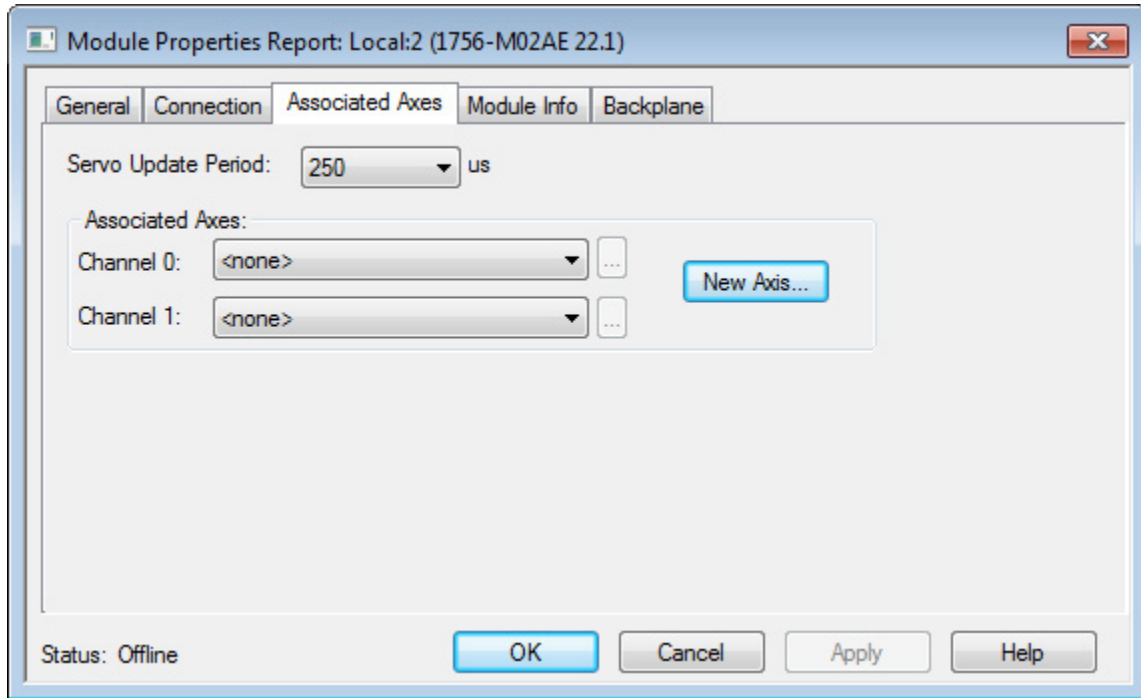 Module Properties Report: Local:2 (1756-M02AE 22.1)
General Connection Associated Axes Module Info Backplane
Servo Update Period: 250 us
Associated Axes:
Channel 0: <none> ...
New Axis...
Channel 1: <none> ...
Status: Offline OK Cancel Apply Help